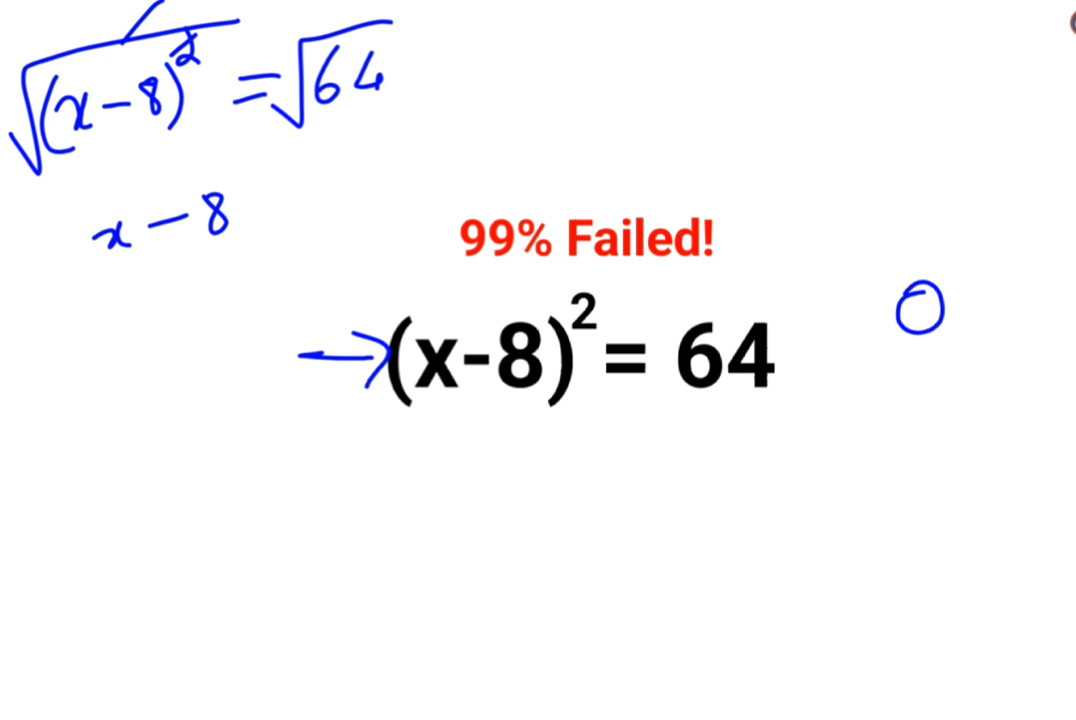 √(x-8)² = √64
x - 8
99% Failed!
→(x-8)² = 64
0